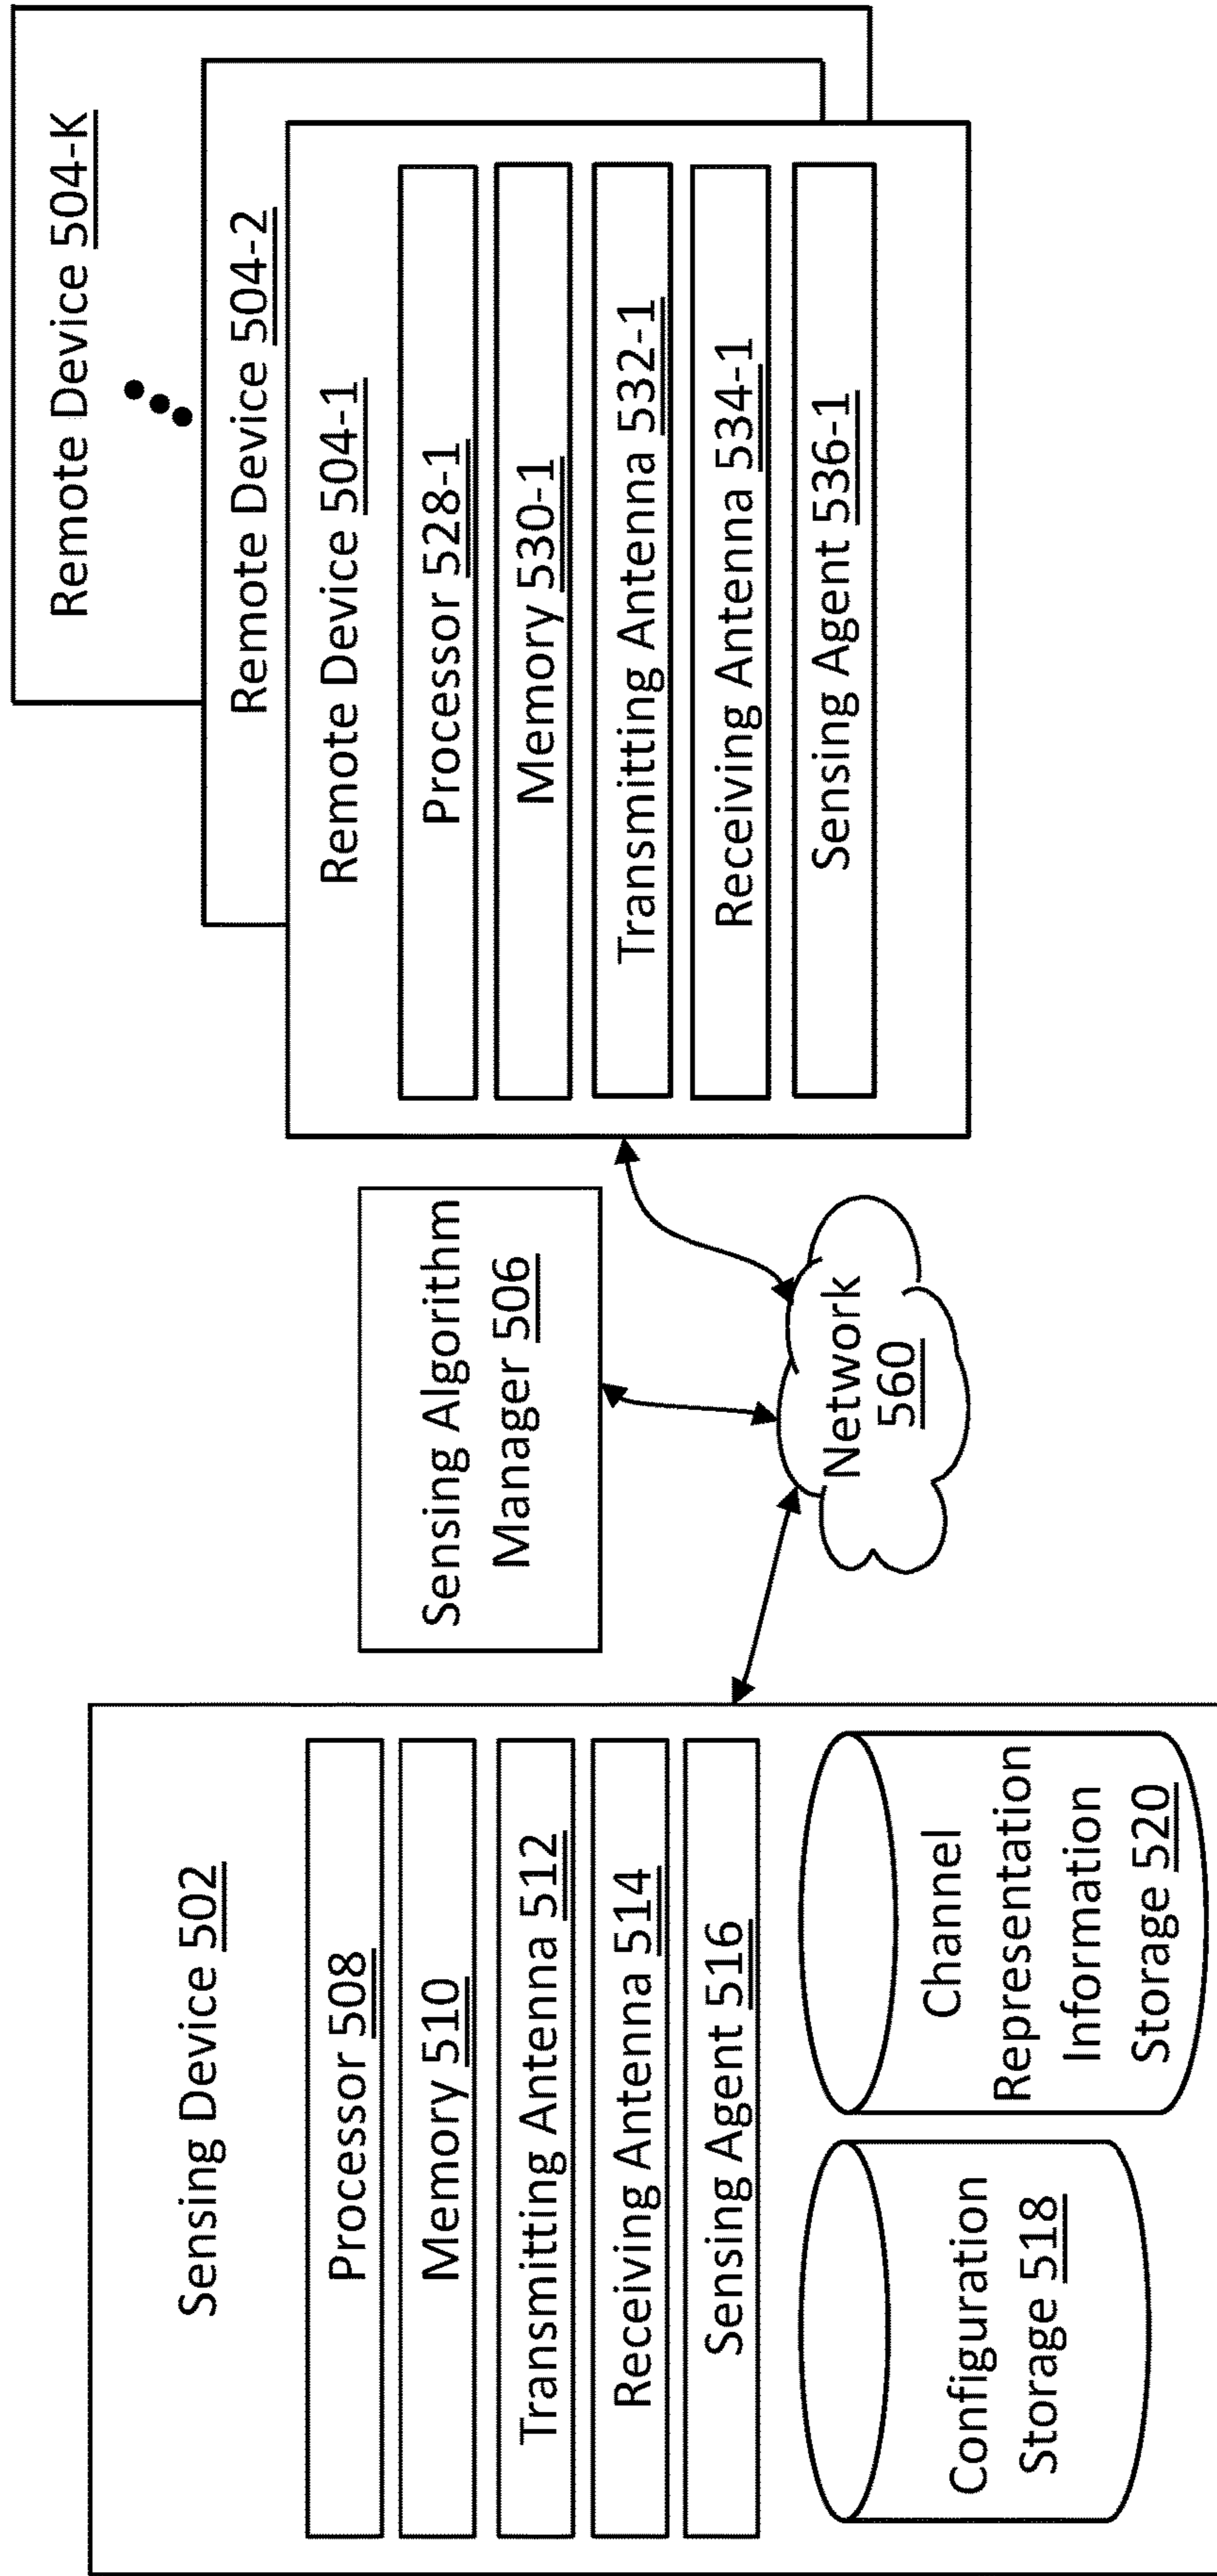 Sensing Device 502
Processor 508
Memory 510
Transmitting Antenna 512
Receiving Antenna 514
Sensing Agent 516
Configuration
Storage 518
Channel
Representation
Information
Storage 520
Sensing Algorithm
Manager 506
Network
560
Remote Device 504-K
Remote Device 504-2
Remote Device 504-1
Processor 528-1
Memory 530-1
Transmitting Antenna 532-1
Receiving Antenna 534-1
Sensing Agent 536-1